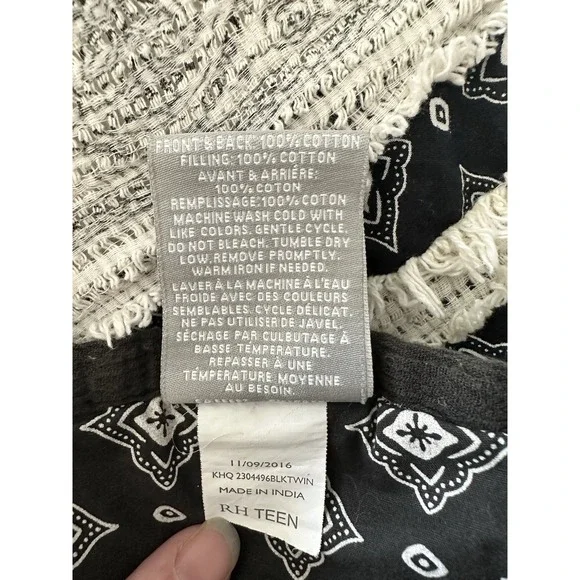 FRONT & BACK: 100% COTTON
FILLING: 100% COTTON
AVANT & ARRIÉRE:
100% COTON
REMPLISSAGE: 100% COTON
MACHINE WASH COLD WITH
LIKE COLORS. GENTLE CYCLE.
DO NOT BLEACH. TUMBLE DRY
LOW. REMOVE PROMPTLY.
WARM IRON IF NEEDED.
LAVER À LA MACHINE À L'EAU
FROIDE AVEC DES COULEURS
SEMBLABLES. CYCLE DÉLICAT.
NE PAS UTILISER DE JAVEL.
SÉCHAGE PAR CULBUTAGE À
BASSE TEMPÉRATURE.
REPASSER À UNE
TEMPÉRATURE MOYENNE
AU BESOIN.
11/09/2016
KHQ 2304496BLKTWIN
MADE IN INDIA
RH TEEN